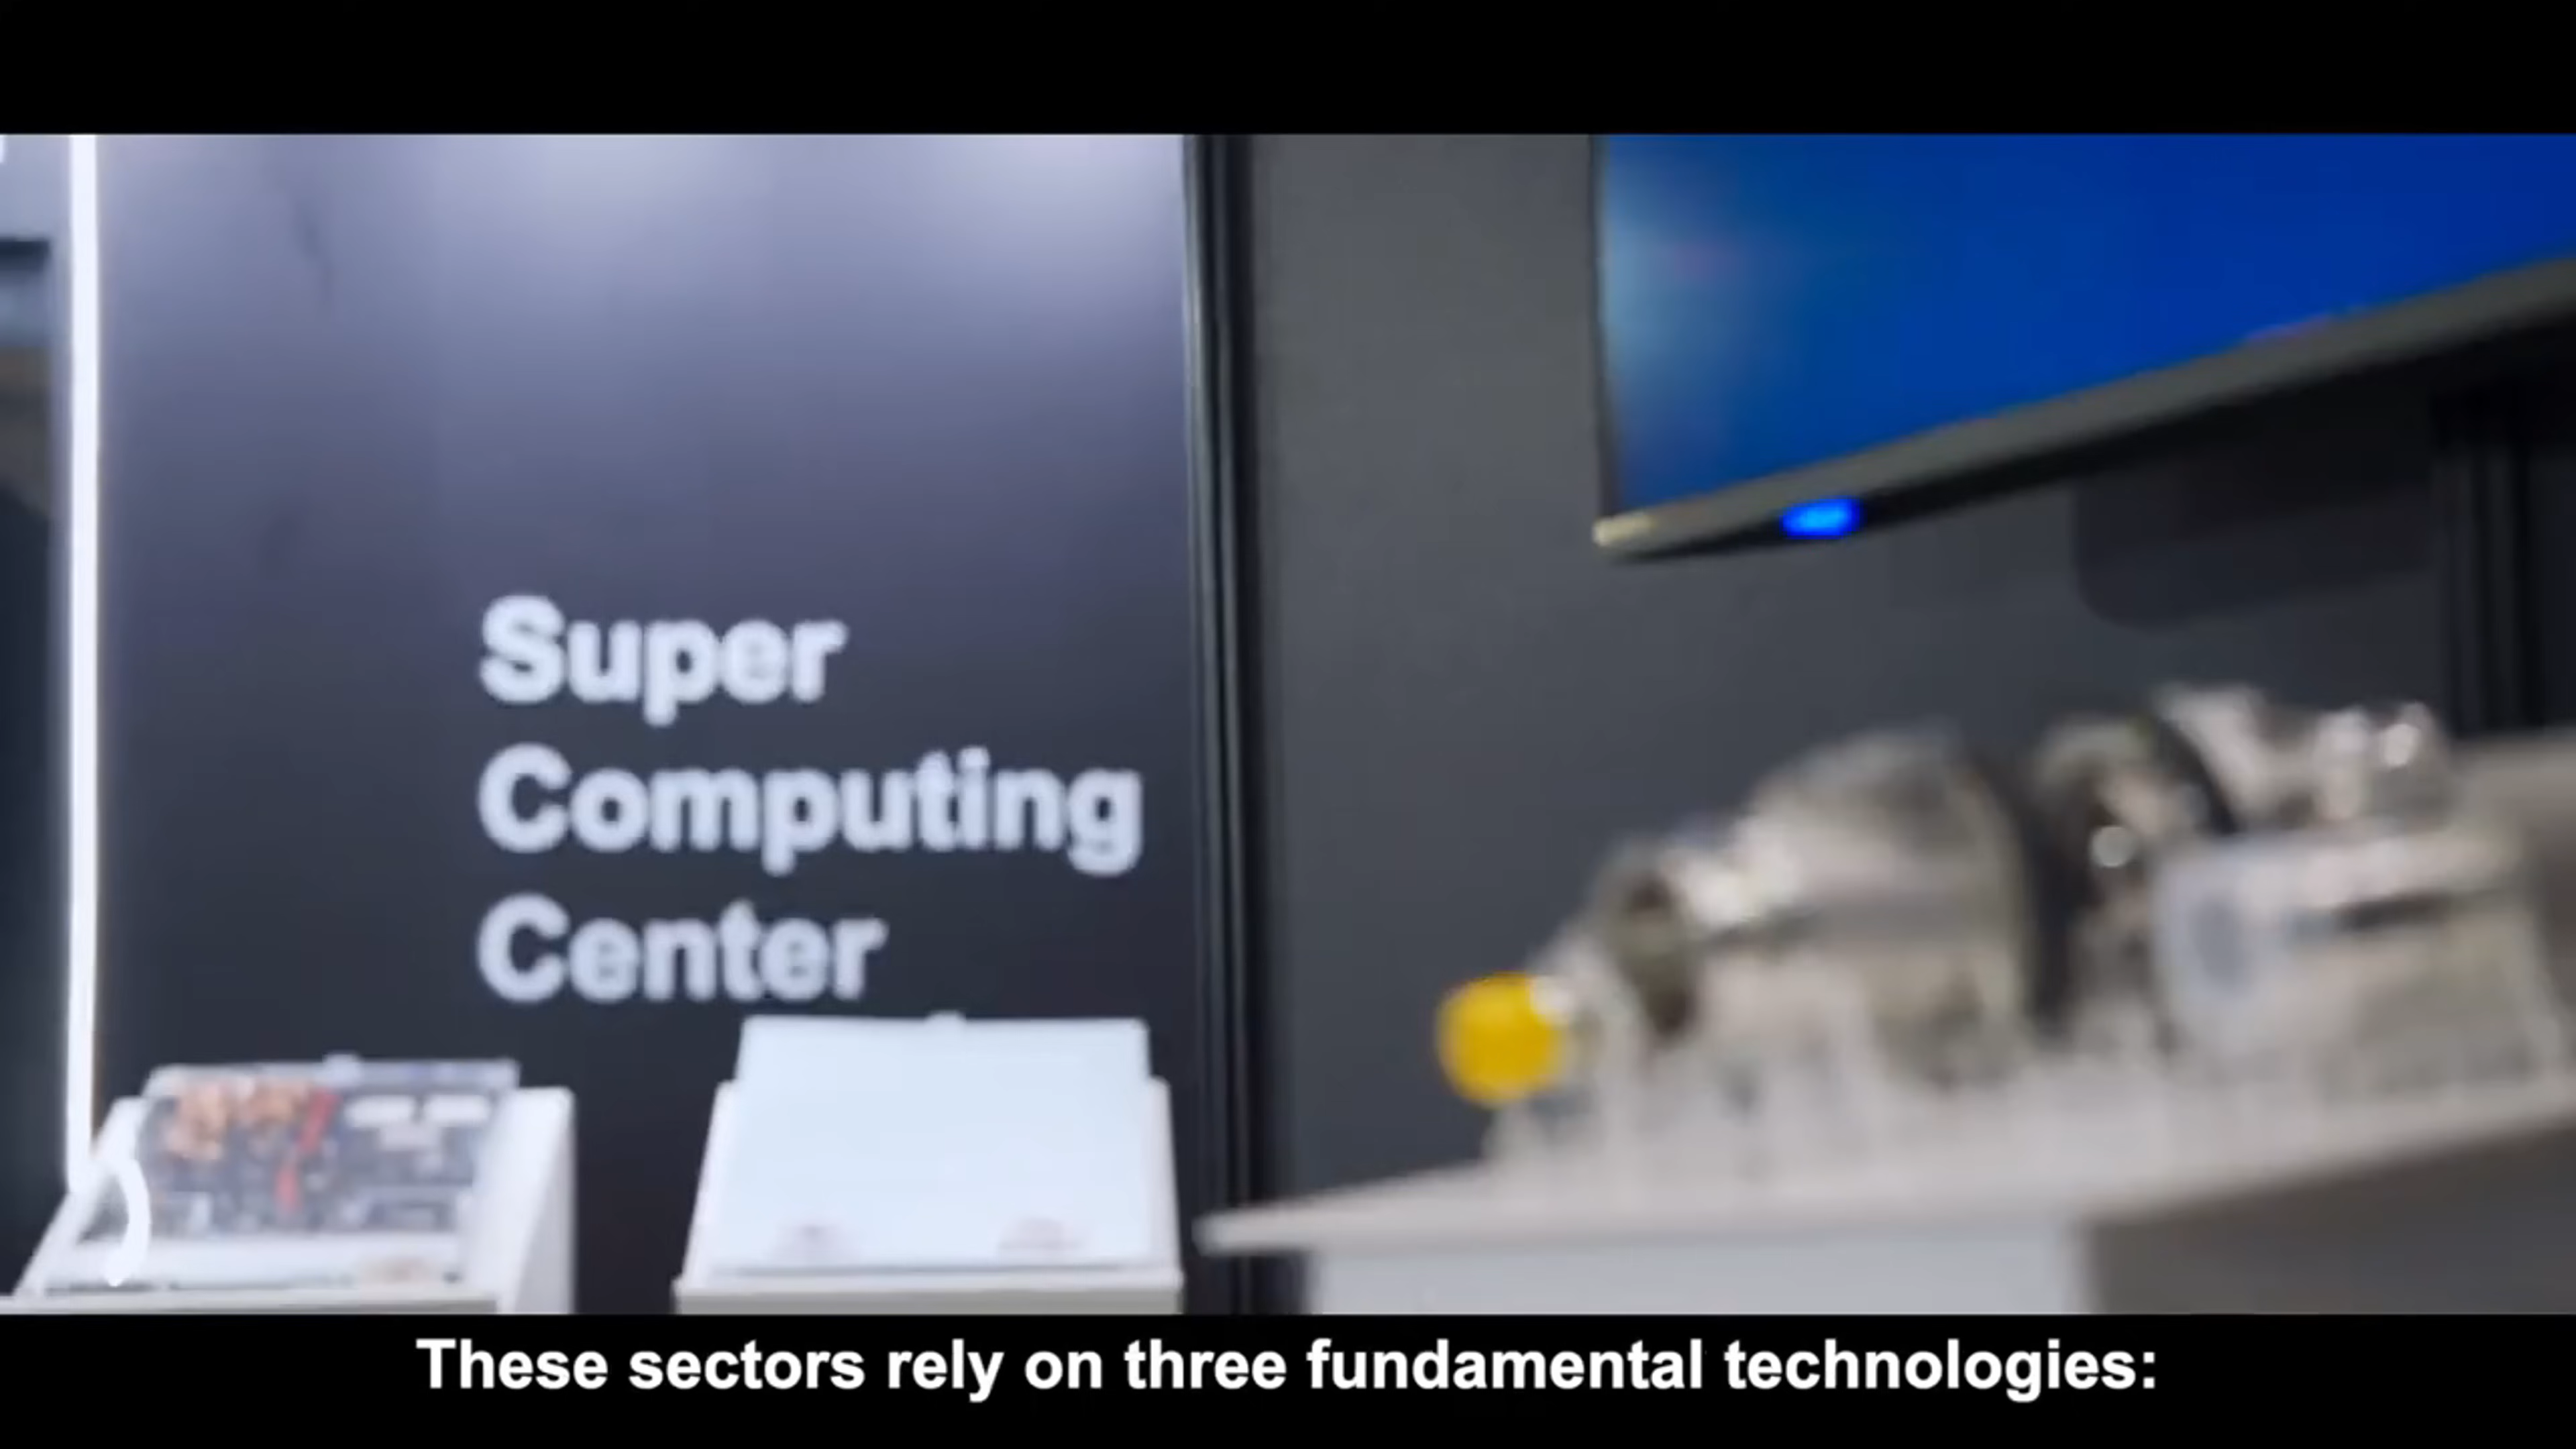 Super
Computing
Center
These sectors rely on three fundamental technologies: